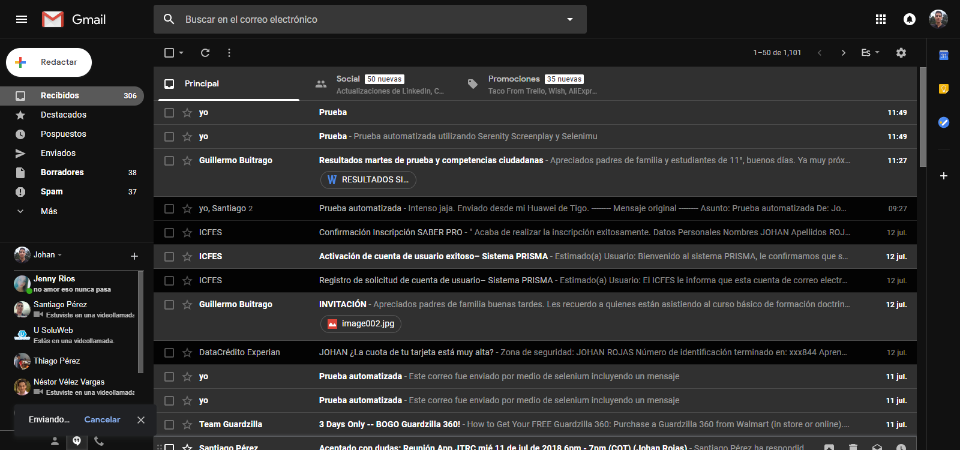 Gmail
Buscar en el correo electrónico
Redactar
1–50 de 1,101
Es
Recibidos 306
Destacados
Pospuestos
Enviados
Borradores 38
Spam 37
Más
Principal
Social 50 nuevas
Actualizaciones de LinkedIn, C...
Promociones 35 nuevas
Taco From Trello, Wish, AliExpr...
yo Prueba 11:49
yo Prueba - Prueba automatizada utilizando Serenity Screenplay y Selenimu 11:49
Guillermo Buitrago Resultados martes de prueba y competencias ciudadanas - Apreciados padres de familia y estudiantes de 11°, buenos días. Ya muy próx... 11:27
RESULTADOS SI...
yo, Santiago 2 Prueba automatizada - Intenso jaja. Enviado desde mi Huawei de Tigo. —— Mensaje original —— Asunto: Prueba automatizada De: Jo... 09:27
ICFES Confirmación Inscripción SABER PRO - " Acaba de realizar la inscripción exitosamente. Datos Personales Nombres JOHAN Apellidos ROJ... 12 jul.
ICFES Activación de cuenta de usuario exitoso– Sistema PRISMA - Estimado(a) Usuario: Bienvenido al sistema PRISMA, le confirmamos que s... 12 jul.
ICFES Registro de solicitud de cuenta de usuario– Sistema PRISMA - Estimado(a) Usuario: El ICFES le informa que esta cuenta de correo electr... 12 jul.
Guillermo Buitrago INVITACIÓN - Apreciados padres de familia buenas tardes. Les recuerdo a quienes están asistiendo al curso básico de formación doctrin... 12 jul.
image002.jpg
DataCrédito Experian JOHAN ¿La cuota de tu tarjeta está muy alta? - Zona de seguridad: JOHAN ROJAS Número de identificación terminado en: xxx844 Apren... 12 jul.
yo Prueba automatizada - Este correo fue enviado por medio de selenium incluyendo un mensaje 11 jul.
yo Prueba automatizada - Este correo fue enviado por medio de selenium incluyendo un mensaje 11 jul.
Team Guardzilla 3 Days Only -- BOGO Guardzilla 360! - How to Get Your FREE Guardzilla 360: Purchase a Guardzilla 360 from Walmart (in store or online)... 11 jul.
Santiago Pérez Aceptado con dudas: Reunión App JTRC mié 11 de jul de 2018 6pm - 7pm (COT) (Johan Rojas) - Santiago Pérez ha respondid
Johan
Jenny Rios
no amor eso nunca pasa
Santiago Pérez
Estuviste en una videollamada
U SoluWeb
Estás en una videollamada
Thiago Pérez
Néstor Vélez Vargas
Estuviste en una videollamada
Enviando... Cancelar